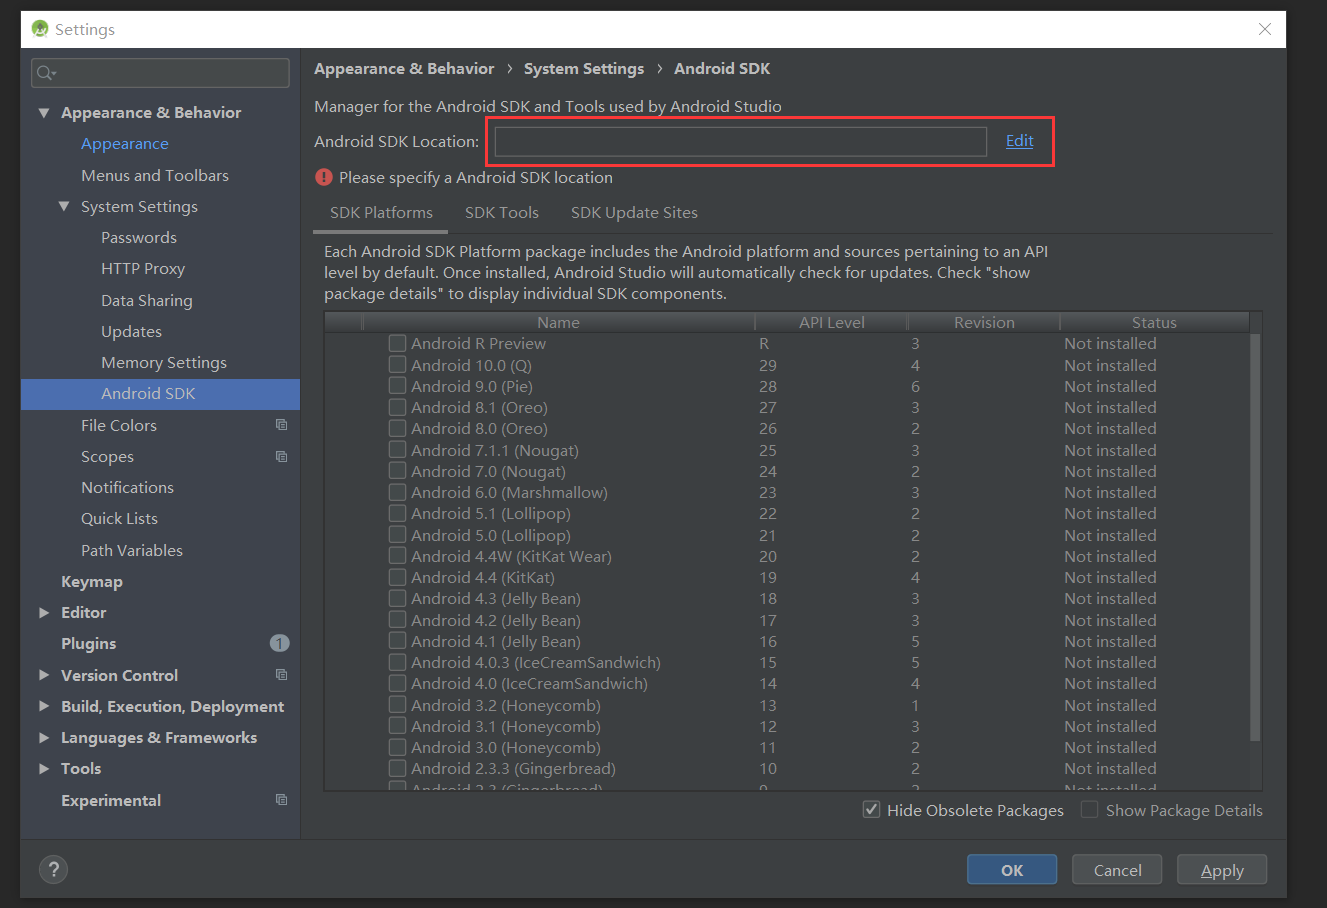 Settings
Appearance & Behavior
Appearance
Menus and Toolbars
System Settings
Passwords
HTTP Proxy
Data Sharing
Updates
Memory Settings
Android SDK
File Colors
Scopes
Notifications
Quick Lists
Path Variables
Keymap
Editor
Plugins 1
Version Control
Build, Execution, Deployment
Languages & Frameworks
Tools
Experimental
Appearance & Behavior › System Settings › Android SDK
Manager for the Android SDK and Tools used by Android Studio
Android SDK Location: Edit
Please specify a Android SDK location
SDK Platforms SDK Tools SDK Update Sites
Each Android SDK Platform package includes the Android platform and sources pertaining to an API
level by default. Once installed, Android Studio will automatically check for updates. Check "show
package details" to display individual SDK components.
Name API Level Revision Status
Android R Preview R 3 Not installed
Android 10.0 (Q) 29 4 Not installed
Android 9.0 (Pie) 28 6 Not installed
Android 8.1 (Oreo) 27 3 Not installed
Android 8.0 (Oreo) 26 2 Not installed
Android 7.1.1 (Nougat) 25 3 Not installed
Android 7.0 (Nougat) 24 2 Not installed
Android 6.0 (Marshmallow) 23 3 Not installed
Android 5.1 (Lollipop) 22 2 Not installed
Android 5.0 (Lollipop) 21 2 Not installed
Android 4.4W (KitKat Wear) 20 2 Not installed
Android 4.4 (KitKat) 19 4 Not installed
Android 4.3 (Jelly Bean) 18 3 Not installed
Android 4.2 (Jelly Bean) 17 3 Not installed
Android 4.1 (Jelly Bean) 16 5 Not installed
Android 4.0.3 (IceCreamSandwich) 15 5 Not installed
Android 4.0 (IceCreamSandwich) 14 4 Not installed
Android 3.2 (Honeycomb) 13 1 Not installed
Android 3.1 (Honeycomb) 12 3 Not installed
Android 3.0 (Honeycomb) 11 2 Not installed
Android 2.3.3 (Gingerbread) 10 2 Not installed
Android 2.3 (Gingerbread) 9 2 Not installed
Hide Obsolete Packages Show Package Details
? OK Cancel Apply